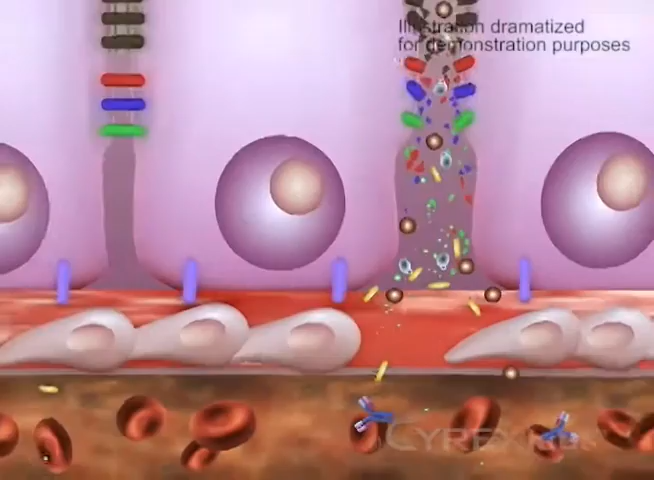 Illustration dramatized
for demonstration purposes
CYREX